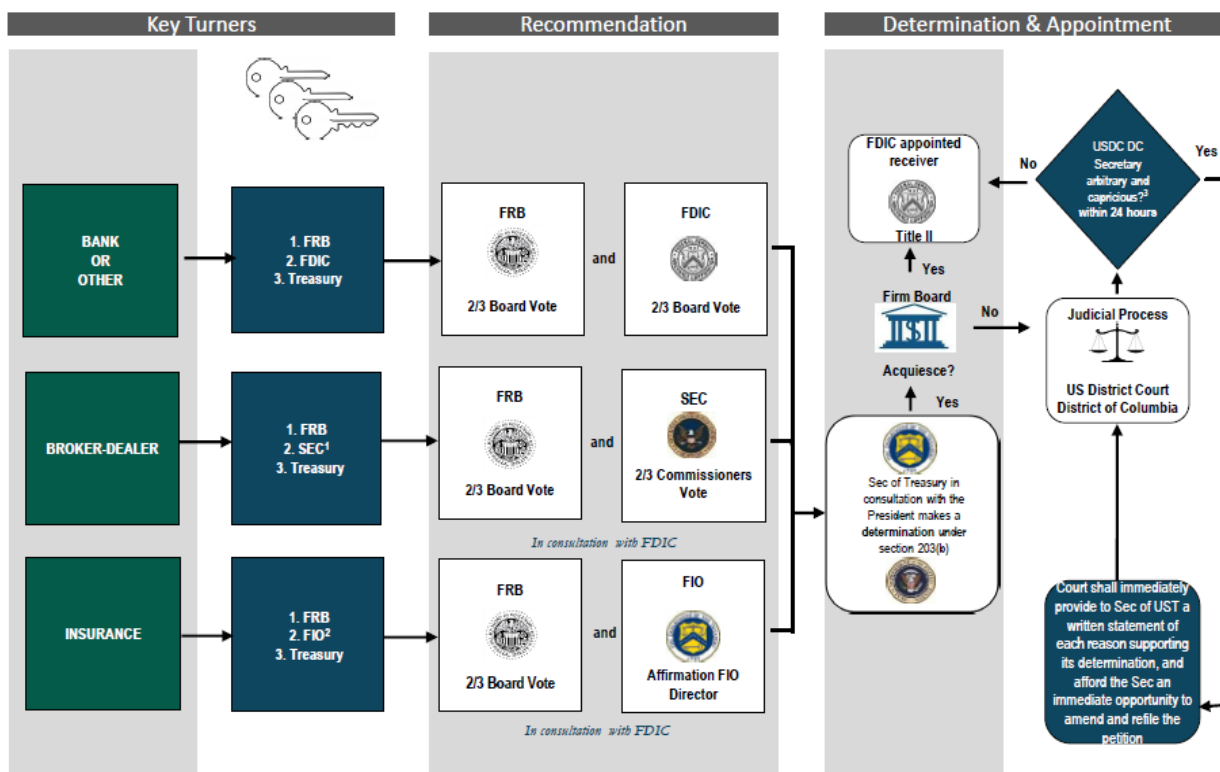 Key Turners
Recommendation
Determination & Appointment
BANK
OR
OTHER
1. FRB
2. FDIC
3. Treasury
FRB
2/3 Board Vote
and
FDIC
2/3 Board Vote
BROKER-DEALER
1. FRB
2. SEC¹
3. Treasury
FRB
2/3 Board Vote
and
SEC
2/3 Commissioners
Vote
In consultation with FDIC
INSURANCE
1. FRB
2. FIO²
3. Treasury
FRB
2/3 Board Vote
and
FIO
Affirmation FIO
Director
In consultation with FDIC
FDIC appointed
receiver
Title II
Yes
Firm Board
Acquiesce?
Yes
No
Sec of Treasury in
consultation with the
President makes a
determination under
section 203(b)
No
USDC DC
Secretary
arbitrary and
capricious?³
within 24 hours
Yes
Judicial Process
US District Court
District of Columbia
Court shall immediately
provide to Sec of UST a
written statement of
each reason supporting
its determination, and
afford the Sec an
immediate opportunity to
amend and refile the
petition